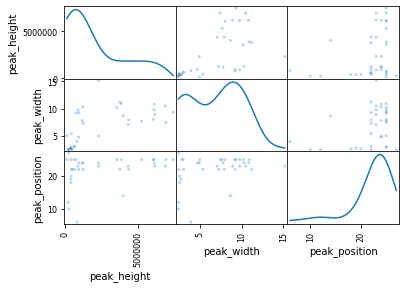 peak_height
5000000
0
peak_width
15
10
5
peak_position
20
10
0
5000000
5
10
15
10
20
peak_height
peak_width
peak_position